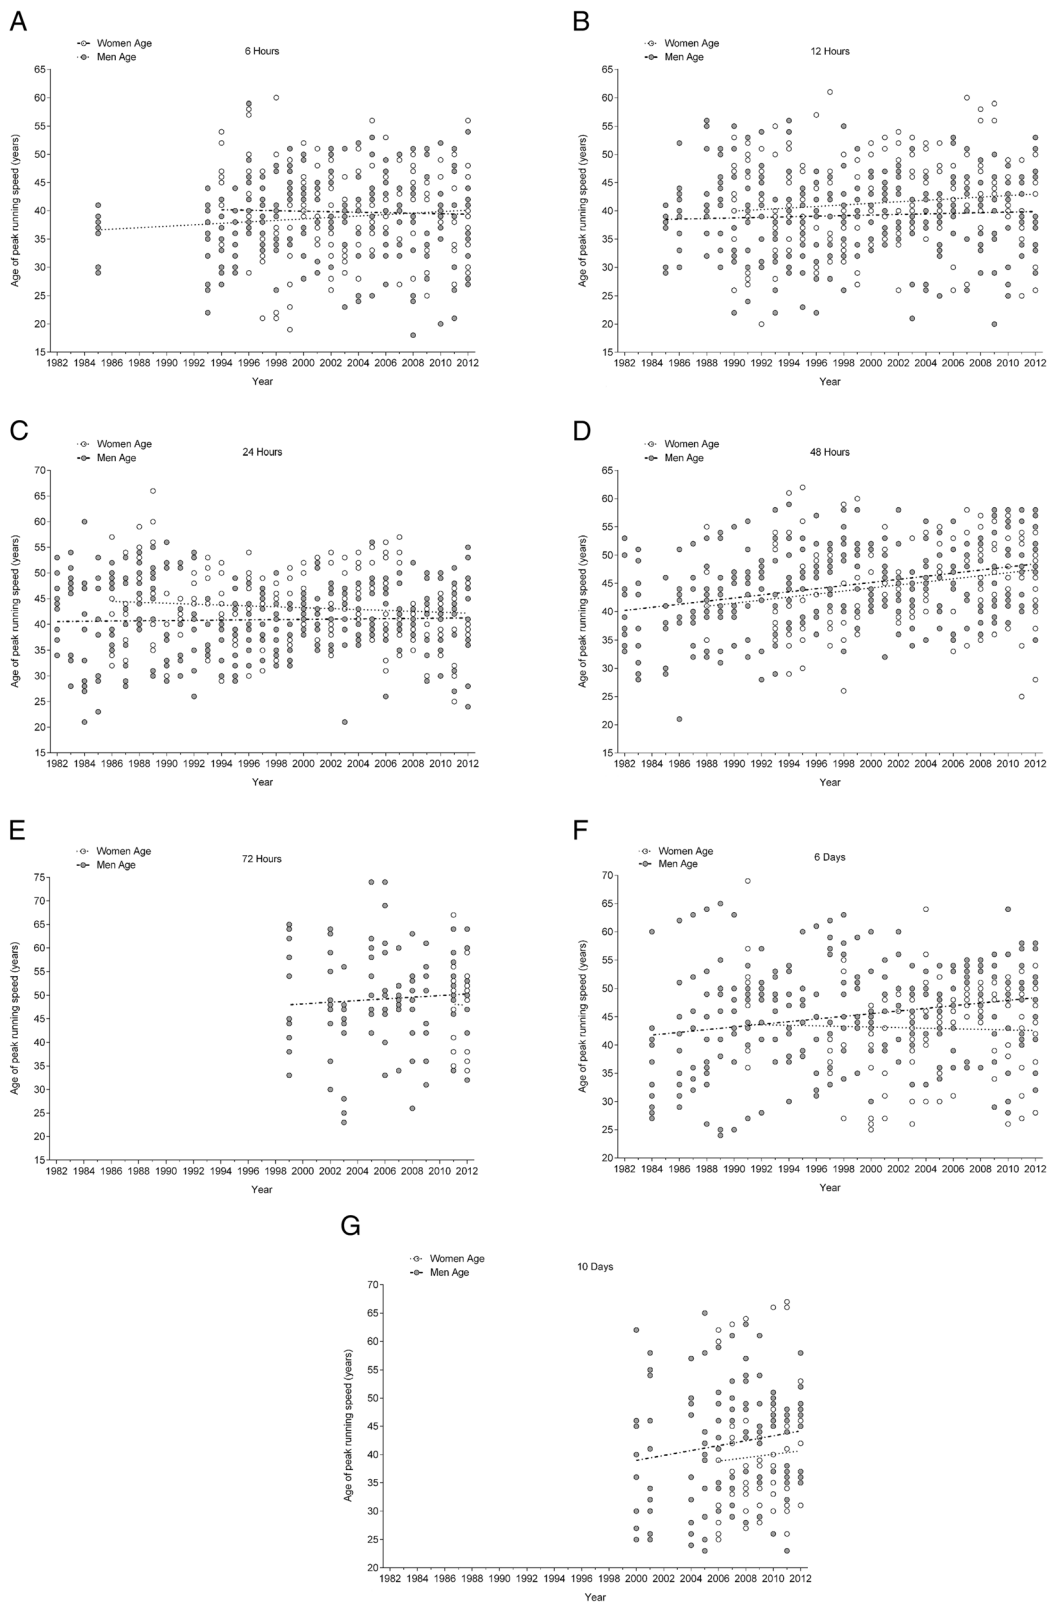 A
Women Age
Men Age
6 Hours
Age of peak running speed (years)
65
60
55
50
45
40
35
30
25
20
15
1982 1984 1986 1988 1990 1992 1994 1996 1998 2000 2002 2004 2006 2008 2010 2012
Year
B
Women Age
Men Age
12 Hours
Age of peak running speed (years)
65
60
55
50
45
40
35
30
25
20
15
1982 1984 1986 1988 1990 1992 1994 1996 1998 2000 2002 2004 2006 2008 2010 2012
Year
C
Women Age
Men Age
24 Hours
Age of peak running speed (years)
70
65
60
55
50
45
40
35
30
25
20
15
1982 1984 1986 1988 1990 1992 1994 1996 1998 2000 2002 2004 2006 2008 2010 2012
Year
D
Women Age
Men Age
48 Hours
Age of peak running speed (years)
65
60
55
50
45
40
35
30
25
20
15
1982 1984 1986 1988 1990 1992 1994 1996 1998 2000 2002 2004 2006 2008 2010 2012
Year
E
Women Age
Men Age
72 Hours
Age of peak running speed (years)
75
70
65
60
55
50
45
40
35
30
25
20
15
1982 1984 1986 1988 1990 1992 1994 1996 1998 2000 2002 2004 2006 2008 2010 2012
Year
F
Women Age
Men Age
6 Days
Age of peak running speed (years)
70
65
60
55
50
45
40
35
30
25
20
1982 1984 1986 1988 1990 1992 1994 1996 1998 2000 2002 2004 2006 2008 2010 2012
Year
G
Women Age
Men Age
10 Days
Age of peak running speed (years)
70
65
60
55
50
45
40
35
30
25
20
1982 1984 1986 1988 1990 1992 1994 1996 1998 2000 2002 2004 2006 2008 2010 2012
Year